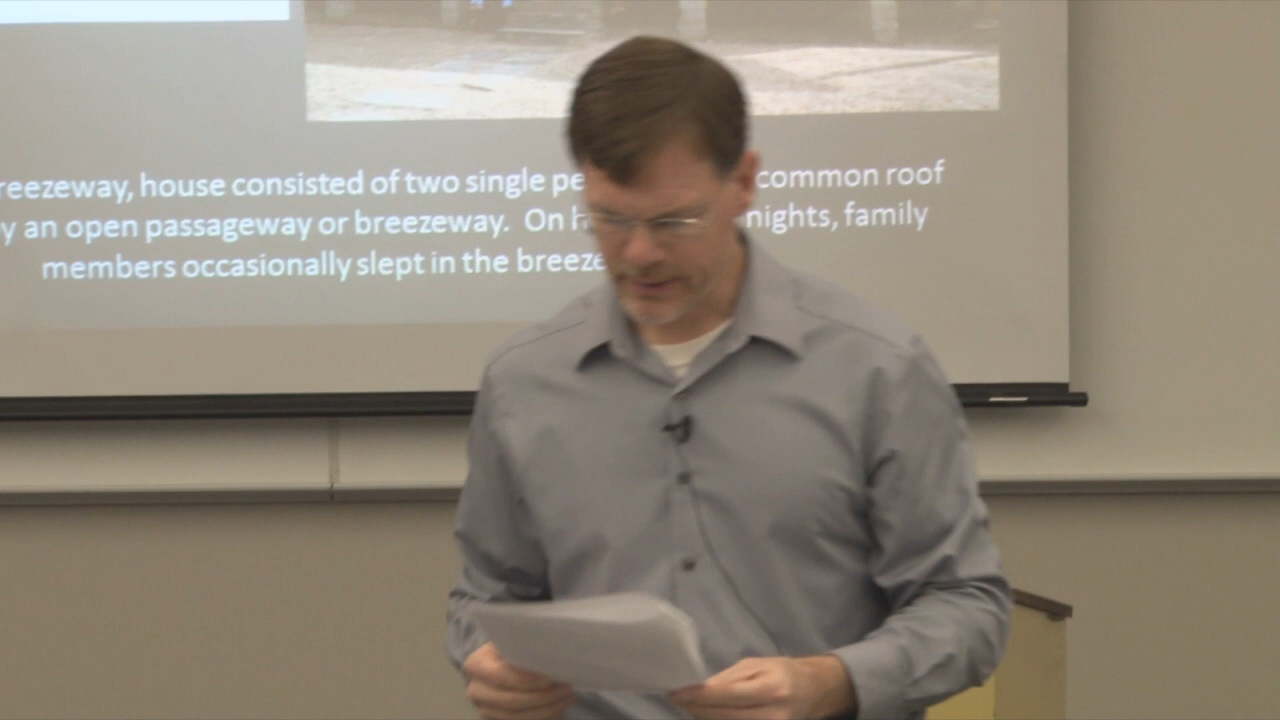 reezeway, house consisted of two single pe common roof
y an open passageway or breezeway. On h nights, family
members occasionally slept in the breeze